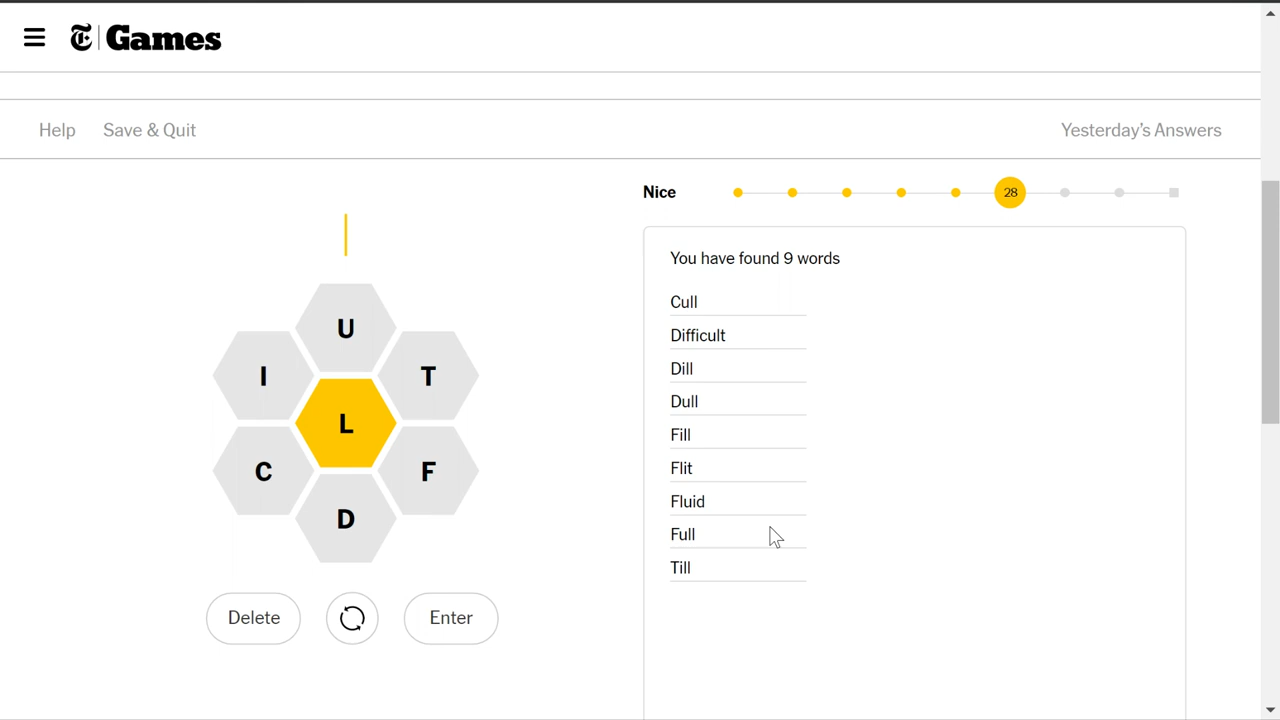 Games
Help Save & Quit Yesterday's Answers
Nice 28
You have found 9 words
Cull
Difficult
Dill
Dull
Fill
Flit
Fluid
Full
Till
U
I T
L
C F
D
Delete Enter